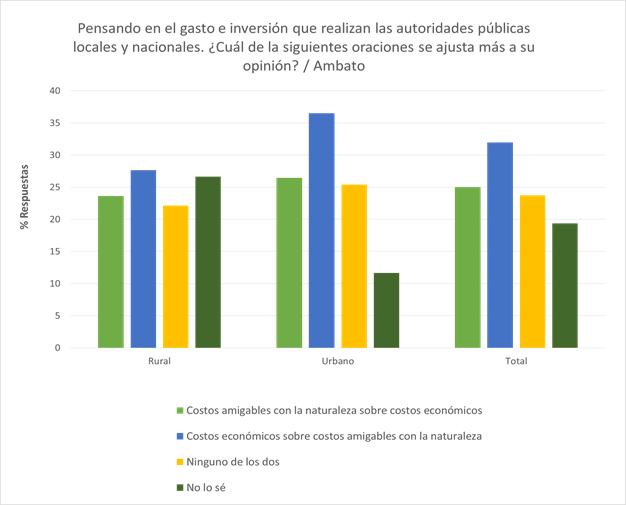 Pensando en el gasto e inversión que realizan las autoridades públicas
locales y nacionales. ¿Cuál de la siguientes oraciones se ajusta más a su
opinión? / Ambato
% Respuestas
40
35
30
25
20
15
10
5
0
Rural
Urbano
Total
Costos amigables con la naturaleza sobre costos económicos
Costos económicos sobre costos amigables con la naturaleza
Ninguno de los dos
No lo sé